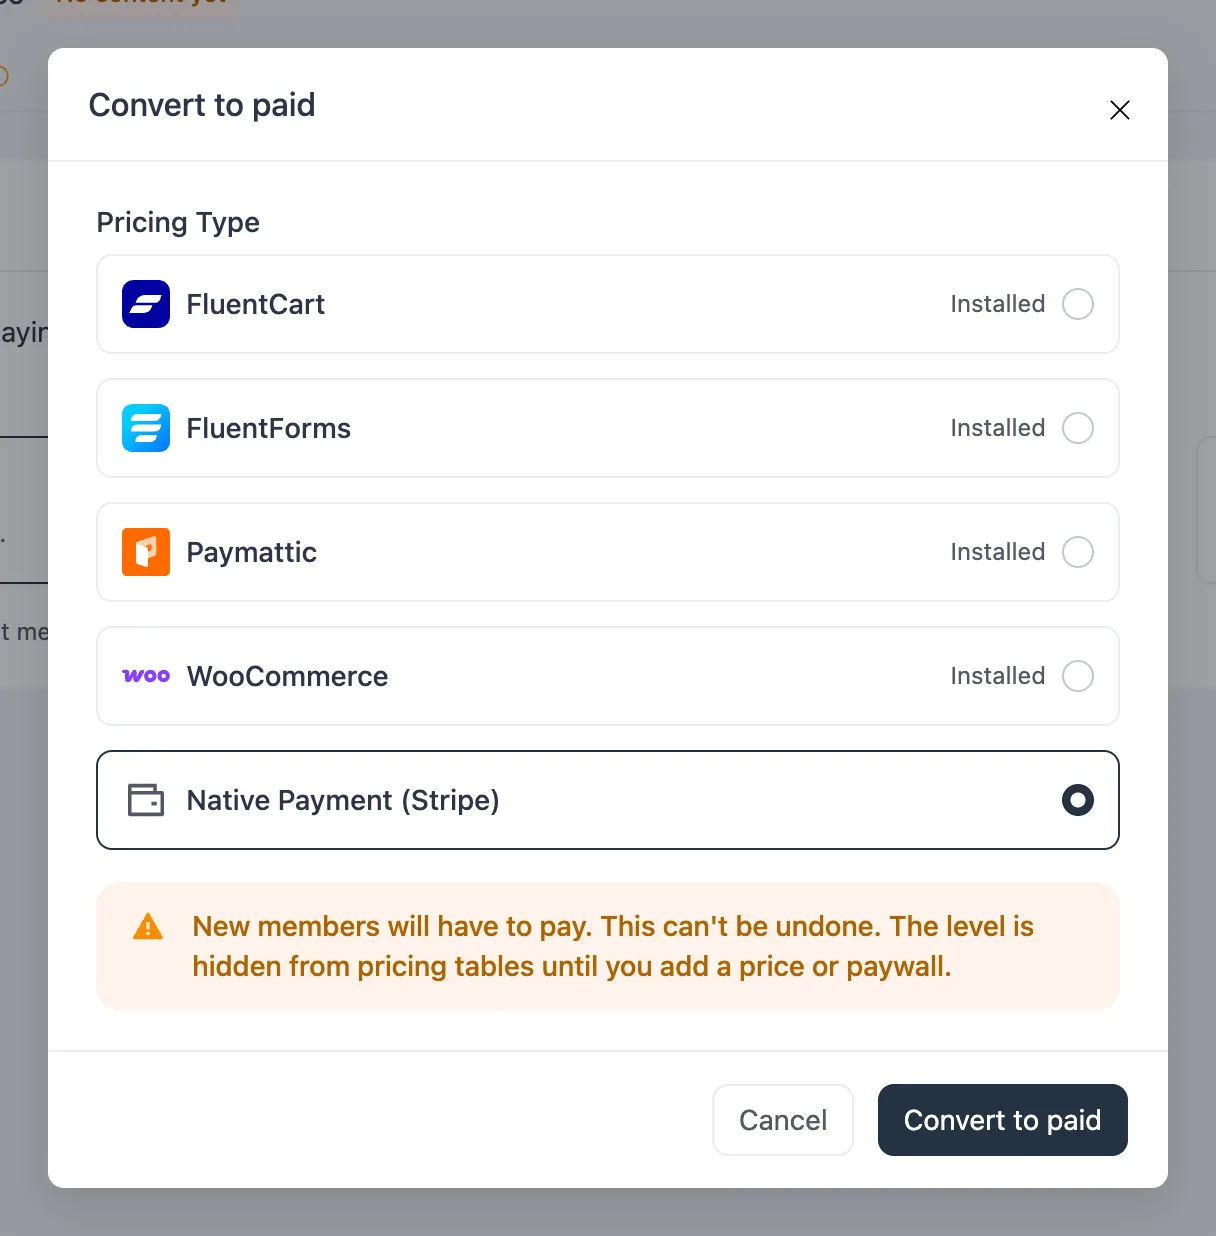 Convert to paid
Pricing Type
FluentCart
Installed
FluentForms
Installed
Paymattic
Installed
woo WooCommerce
Installed
Native Payment (Stripe)
New members will have to pay. This can't be undone. The level is
hidden from pricing tables until you add a price or paywall.
Cancel
Convert to paid